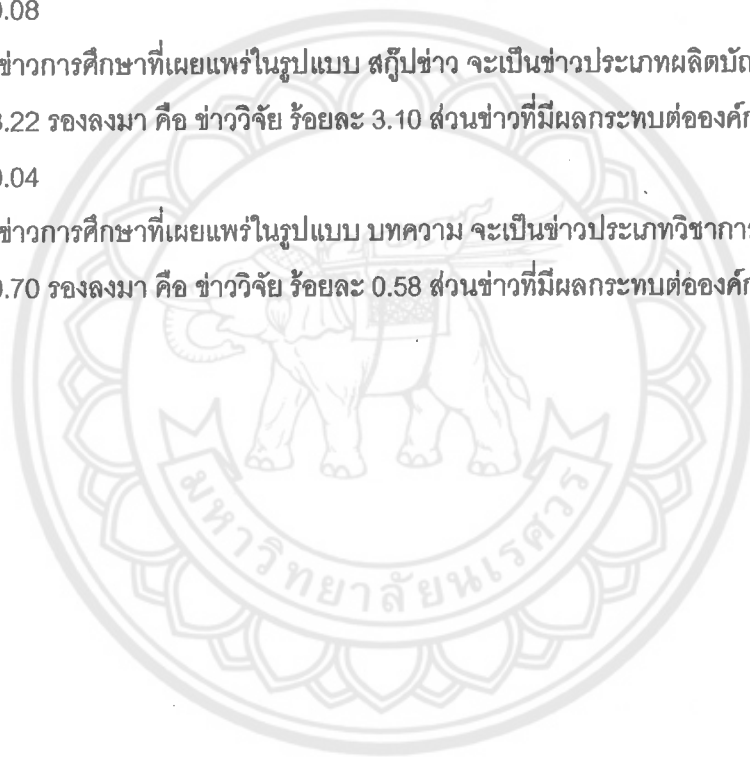 0.08
ข่าวการศึกษาที่เผยแพร่ในรูปแบบ สกู๊ปข่าว จะเป็นข่าวประเภทผลิตบัณ
3.22 รองลงมา คือ ข่าววิจัย ร้อยละ 3.10 ส่วนข่าวที่มีผลกระทบต่อองค์ก
0.04
ข่าวการศึกษาที่เผยแพร่ในรูปแบบ บทความ จะเป็นข่าวประเภทวิชาการ
0.70 รองลงมา คือ ข่าววิจัย ร้อยละ 0.58 ส่วนข่าวที่มีผลกระทบต่อองค์ก
มหาวิทยาลัยนเรศวร